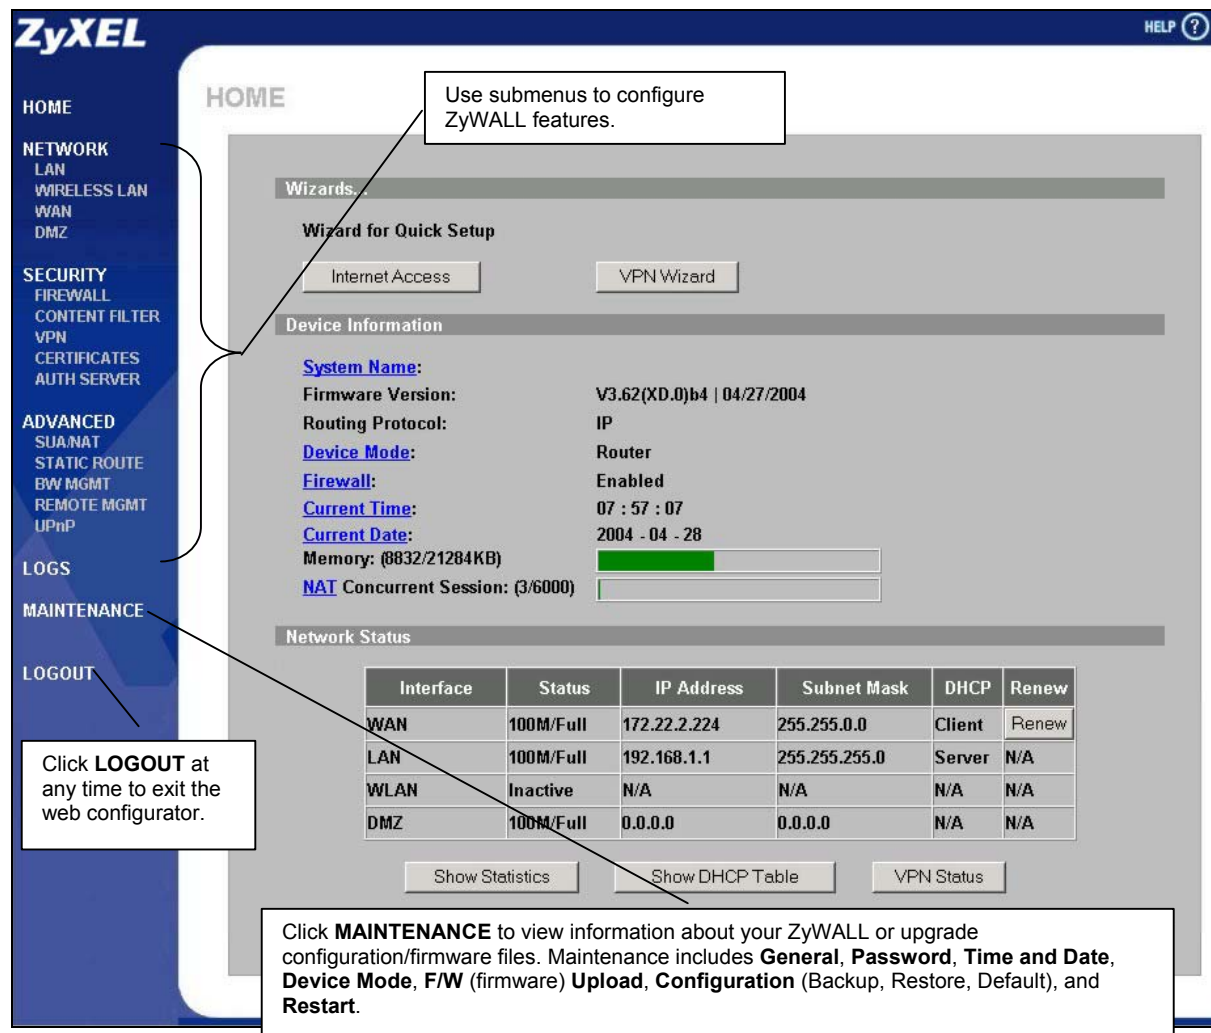 ZyXEL
HELP ?
HOME
NETWORK
LAN
WIRELESS LAN
WAN
DMZ
SECURITY
FIREWALL
CONTENT FILTER
VPN
CERTIFICATES
AUTH SERVER
ADVANCED
SUA/NAT
STATIC ROUTE
BW MGMT
REMOTE MGMT
UPnP
LOGS
MAINTENANCE
LOGOUT
Click LOGOUT at
any time to exit the
web configurator.
HOME
Use submenus to configure
ZyWALL features.
Wizards...
Wizard for Quick Setup
Internet Access VPN Wizard
Device Information
System Name:
Firmware Version: V3.62(XD.0)b4 | 04/27/2004
Routing Protocol: IP
Device Mode: Router
Firewall: Enabled
Current Time: 07 : 57 : 07
Current Date: 2004 - 04 - 28
Memory: (8832/21284KB)
NAT Concurrent Session: (3/6000)
Network Status
Interface Status IP Address Subnet Mask DHCP Renew
WAN 100M/Full 172.22.2.224 255.255.0.0 Client Renew
LAN 100M/Full 192.168.1.1 255.255.255.0 Server N/A
WLAN Inactive N/A N/A N/A N/A
DMZ 100M/Full 0.0.0.0 0.0.0.0 N/A N/A
Show Statistics Show DHCP Table VPN Status
Click MAINTENANCE to view information about your ZyWALL or upgrade
configuration/firmware files. Maintenance includes General, Password, Time and Date,
Device Mode, F/W (firmware) Upload, Configuration (Backup, Restore, Default), and
Restart.